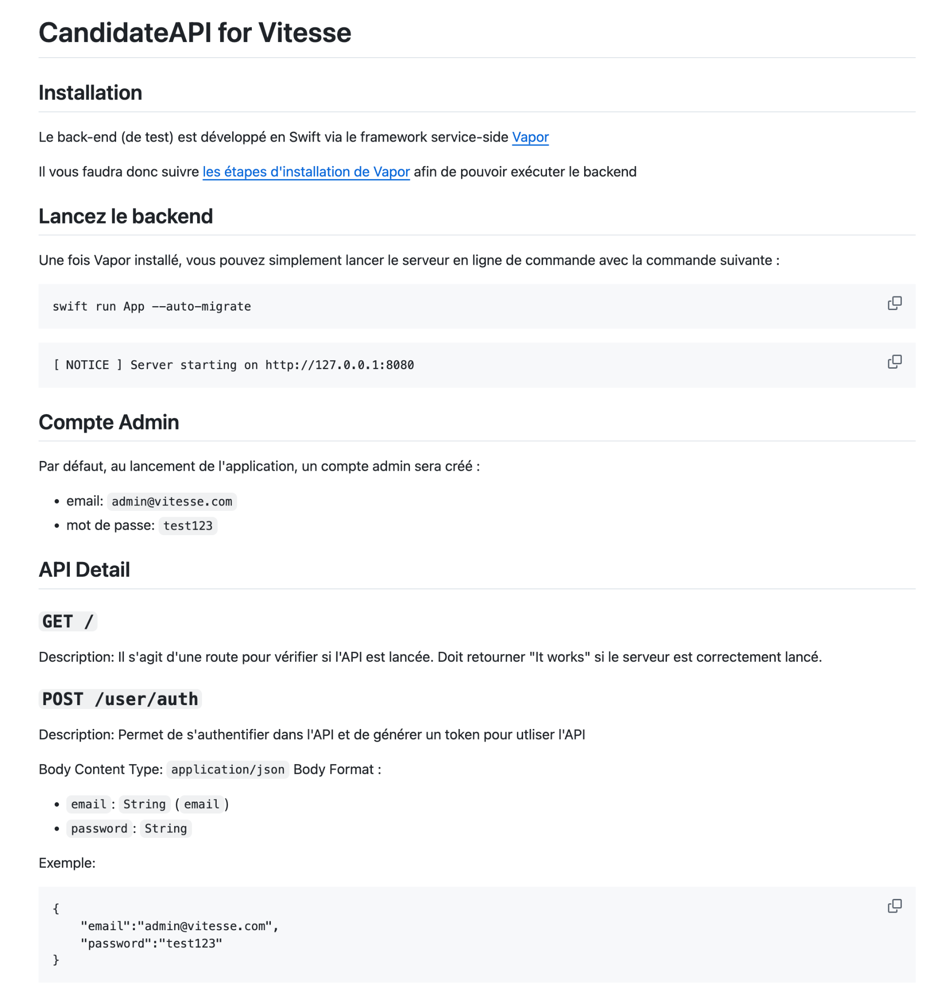 CandidateAPI for Vitesse
Installation
Le back-end (de test) est développé en Swift via le framework service-side Vapor
Il vous faudra donc suivre les étapes d'installation de Vapor afin de pouvoir exécuter le backend
Lancez le backend
Une fois Vapor installé, vous pouvez simplement lancer le serveur en ligne de commande avec la commande suivante :
swift run App --auto-migrate
[ NOTICE ] Server starting on http://127.0.0.1:8080
Compte Admin
Par défaut, au lancement de l'application, un compte admin sera créé :
• email: admin@vitesse.com
• mot de passe: test123
API Detail
GET /
Description: Il s'agit d'une route pour vérifier si l'API est lancée. Doit retourner "It works" si le serveur est correctement lancé.
POST /user/auth
Description: Permet de s'authentifier dans l'API et de générer un token pour utliser l'API
Body Content Type: application/json Body Format :
• email: String (email)
• password: String
Exemple:
{
    "email":"admin@vitesse.com",
    "password":"test123"
}